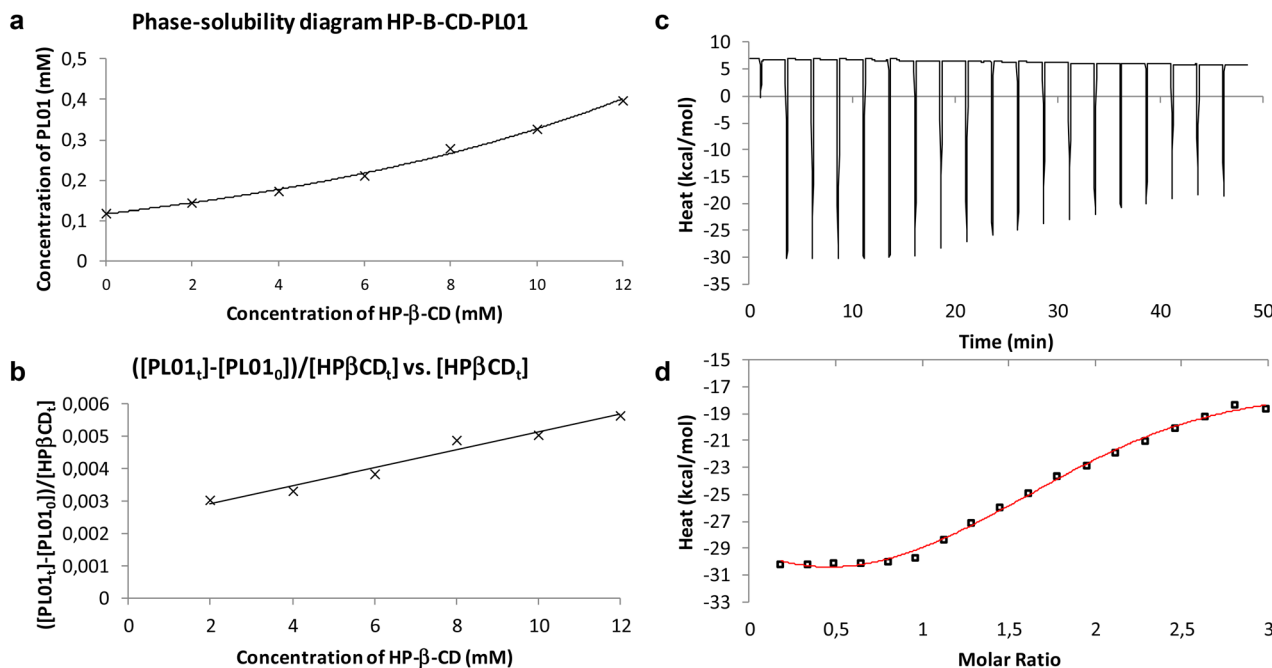 a
Phase-solubility diagram HP-B-CD-PL01
Concentration of PL01 (mM)
0,5
0,4
0,3
0,2
0,1
0
0 2 4 6 8 10 12
Concentration of HP-β-CD (mM)
b
([PL01t]-[PL010])/[HPβCDt] vs. [HPβCDt]
([PL01t]-[PL010])/[HPβCDt]
0,006
0,005
0,004
0,003
0,002
0,001
0
0 2 4 6 8 10 12
Concentration of HP-β-CD (mM)
c
Heat (kcal/mol)
10
5
0
-5
-10
-15
-20
-25
-30
-35
0 10 20 30 40 50
Time (min)
d
Heat (kcal/mol)
-15
-17
-19
-21
-23
-25
-27
-29
-31
-33
0 0,5 1 1,5 2 2,5 3
Molar Ratio